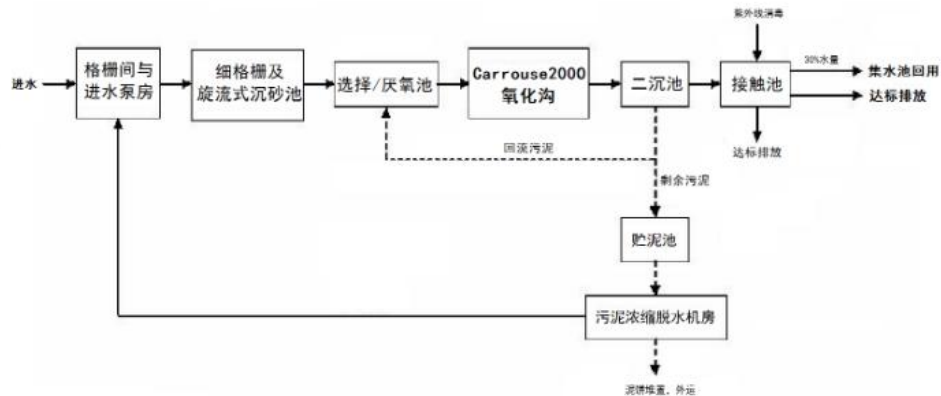 紫外线消毒
格栅间与
进水泵房
细格栅及
旋流式沉砂池
选择/厌氧池
Carrouse2000
氧化沟
二沉池
接触池
30%水量
集水池回用
进水
达标排放
回流污泥
达标排放
剩余污泥
贮泥池
污泥浓缩脱水机房
泥饼堆置,外运